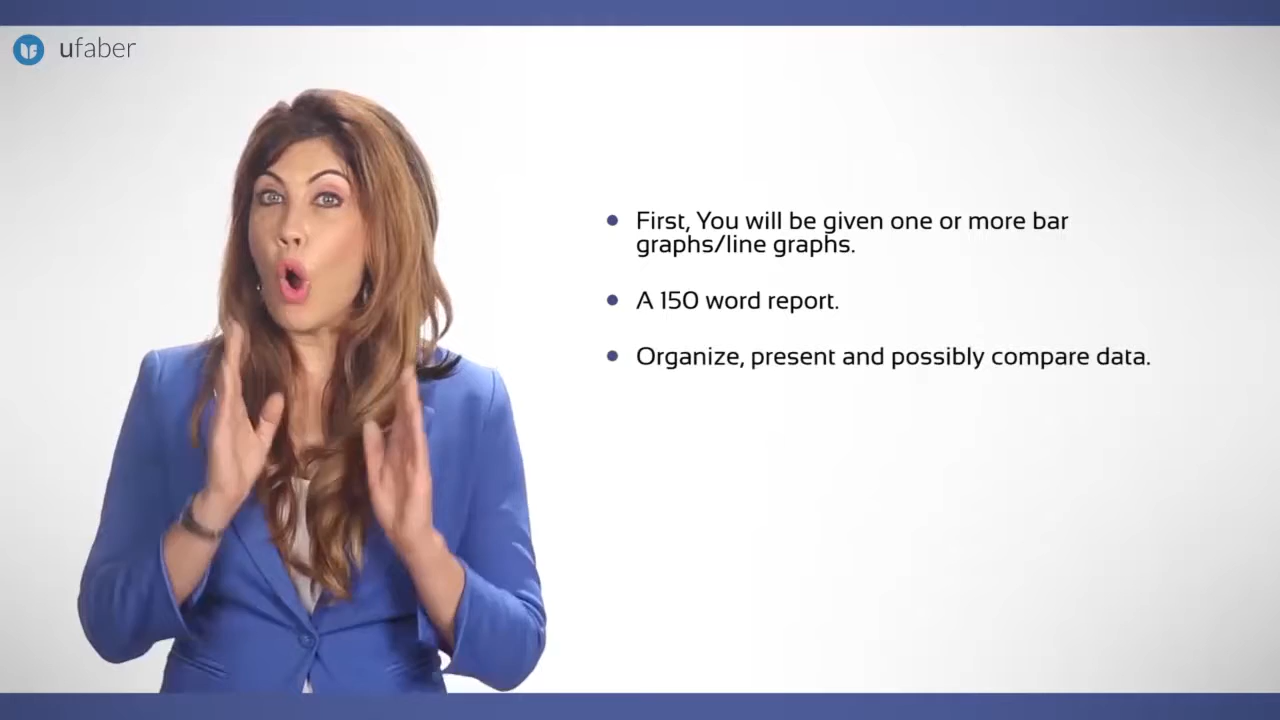 ufaber
First, You will be given one or more bar
graphs/line graphs.
A 150 word report.
Organize, present and possibly compare data.